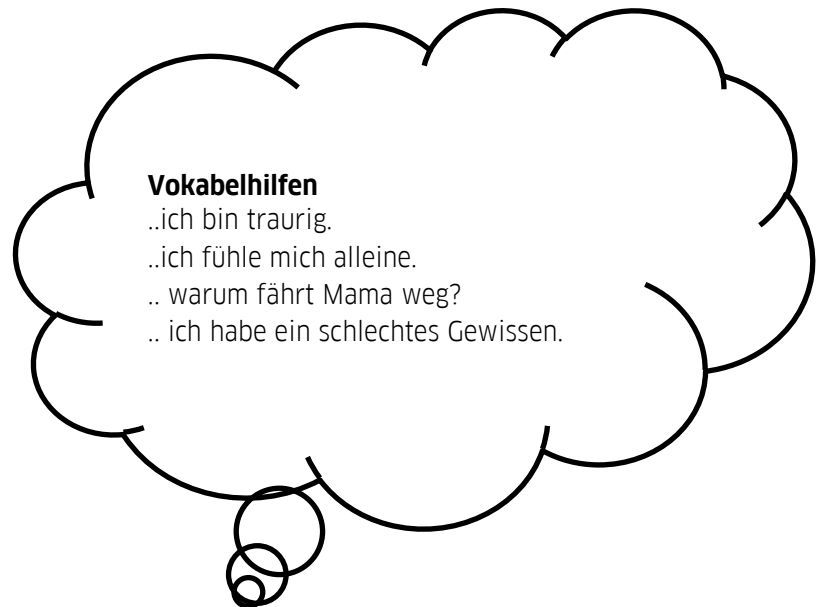 Vokabelhilfen
..ich bin traurig.
..ich fühle mich alleine.
.. warum fährt Mama weg?
.. ich habe ein schlechtes Gewissen.